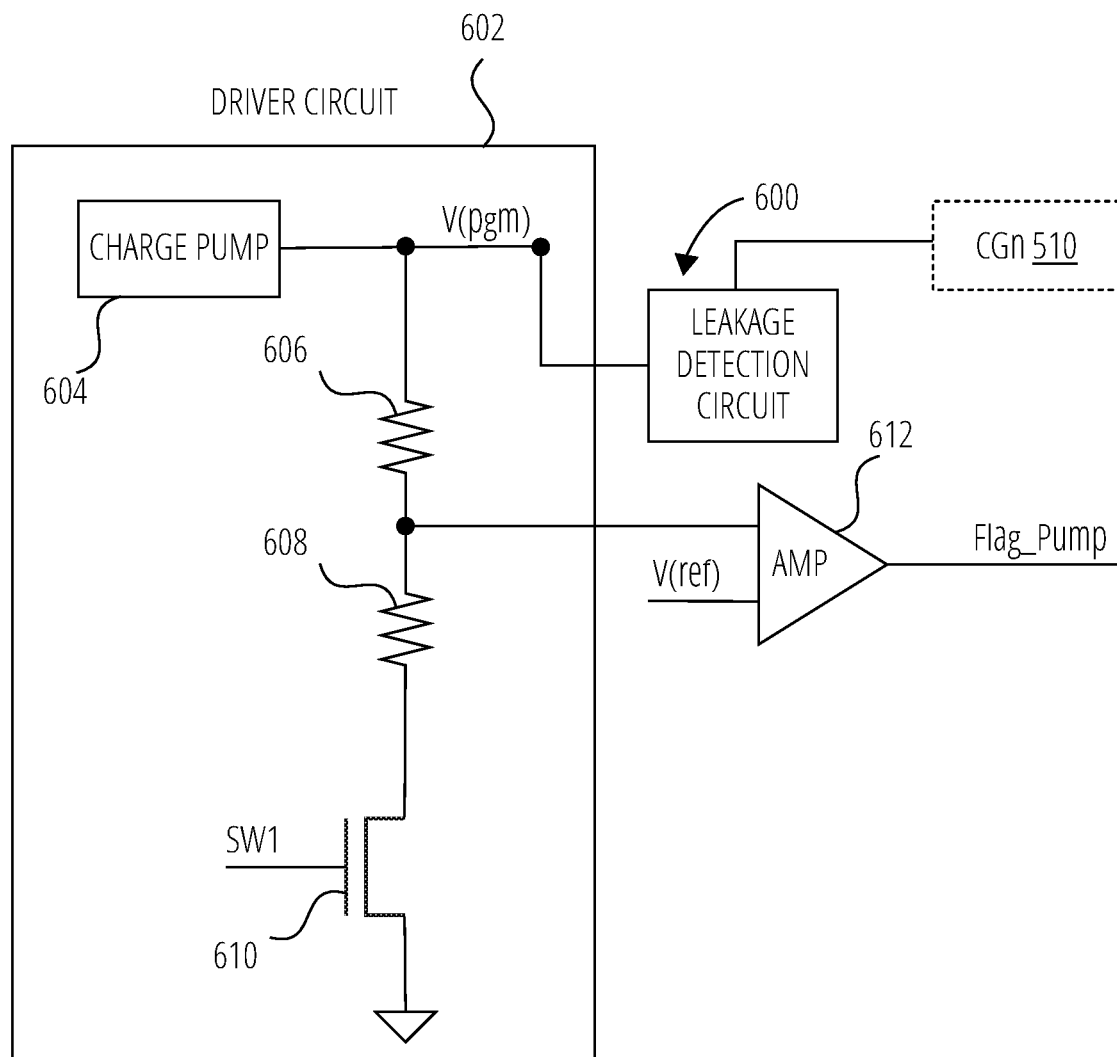 602
DRIVER CIRCUIT
600
V(pgm)
CHARGE PUMP
CGn 510
LEAKAGE
DETECTION
CIRCUIT
606
604
612
608
Flag_Pump
AMP
V(ref)
SW1
610